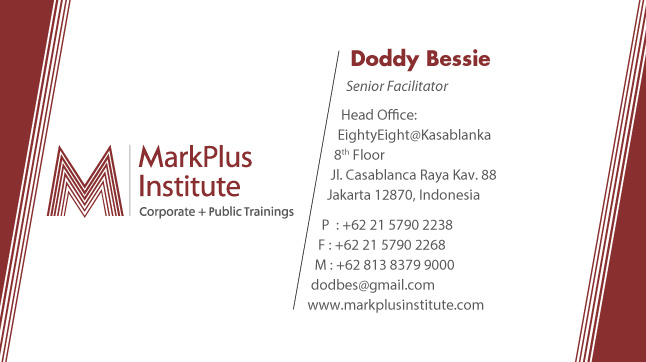 MarkPlus
Institute
Corporate + Public Trainings
Doddy Bessie
Senior Facilitator
Head Office:
EightyEight@Kasablanka
8th Floor
Jl. Casablanca Raya Kav. 88
Jakarta 12870, Indonesia
P : +62 21 5790 2238
F : +62 21 5790 2268
M : +62 813 8379 9000
dodbes@gmail.com
www.markplusinstitute.com